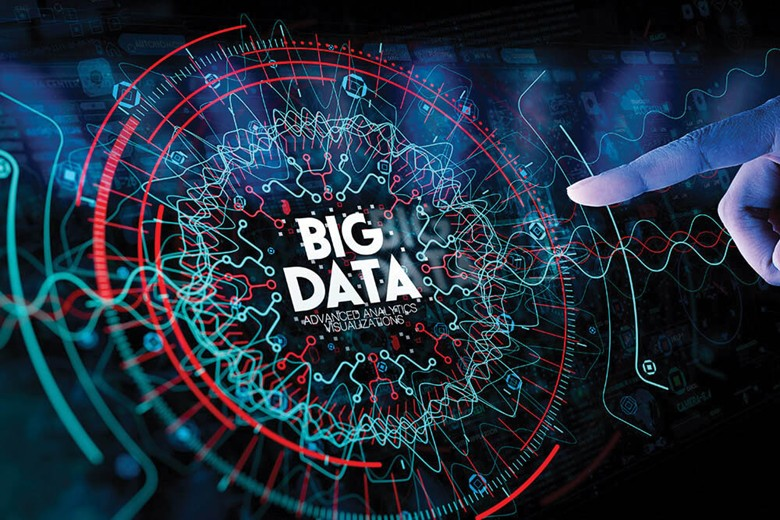 BIG
DATA
ADVANCED ANALYTICS
VISUALIZATIONS